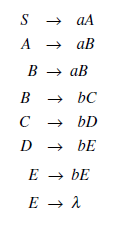 S → aA
A → aB
B → aB
B → bC
C → bD
D → bE
E → bE
E → λ